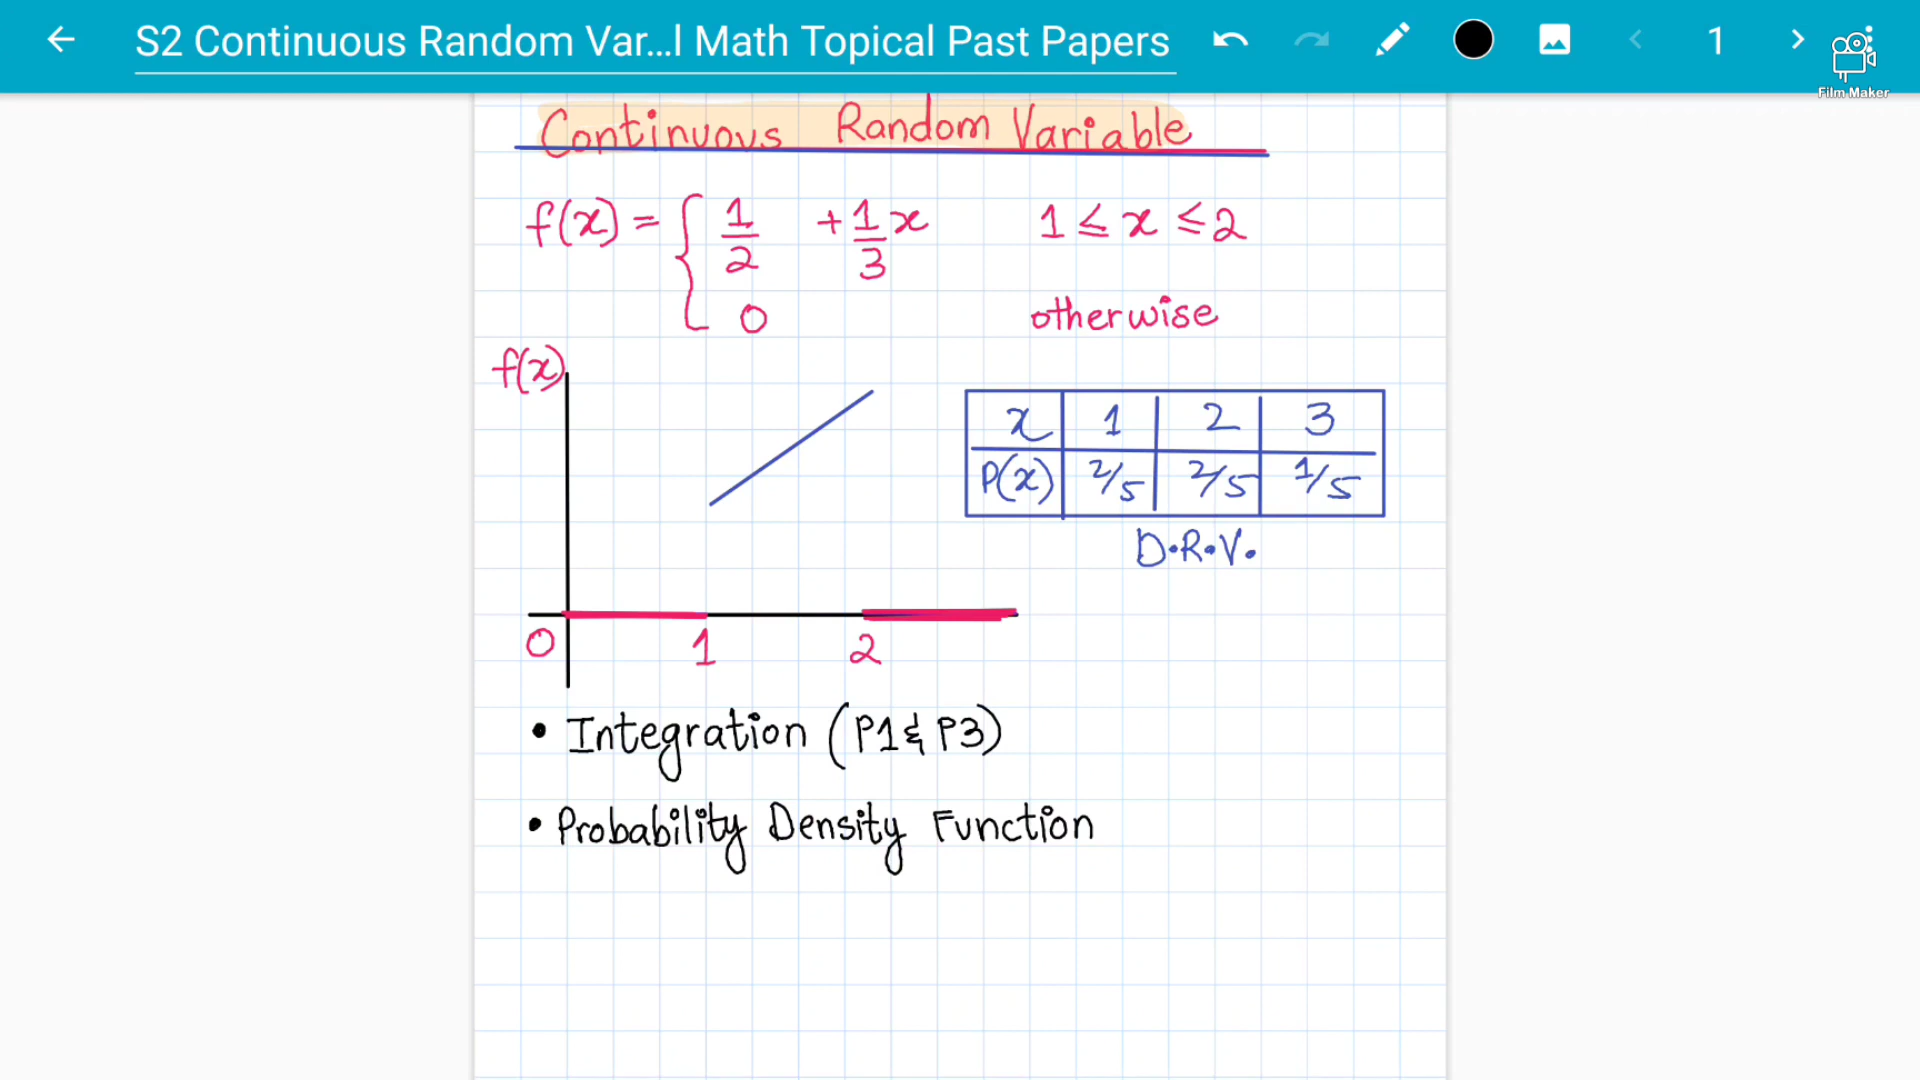 S2 Continuous Random Var...l Math Topical Past Papers 1
Film Maker
Continuous Random Variable
f(x) = { 1/2 + 1/3 x 1 ≤ x ≤ 2
0 otherwise
f(x)
x 1 2 3
P(x) 2/5 2/5 1/5
D.R.V.
0 1 2
• Integration (P1 & P3)
• Probability Density Function